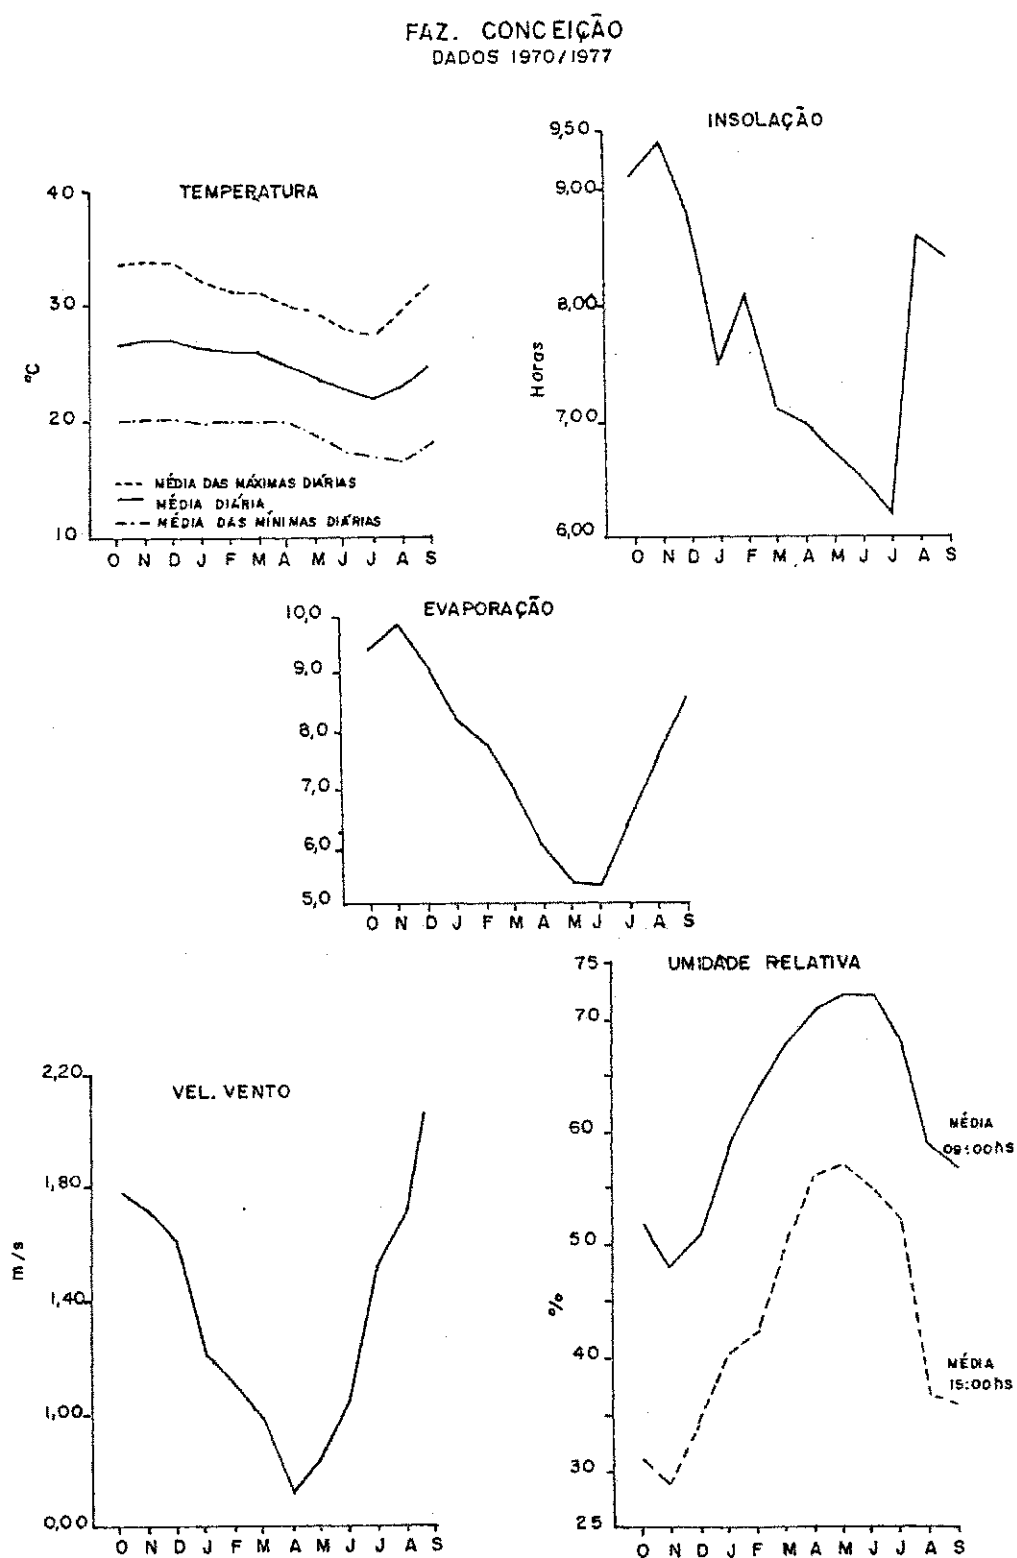 FAZ. CONCEIÇÃO
DADOS 1970/1977
TEMPERATURA
40
30
20
10
ºC
MÉDIA DAS MÁXIMAS DIÁRIAS
MÉDIA DIÁRIA
MÉDIA DAS MÍNIMAS DIÁRIAS
O N D J F M A M J J A S
INSOLAÇÃO
9,50
9,00
8,00
7,00
6,00
Horas
O N D J F M A M J J A S
EVAPORAÇÃO
10,0
9,0
8,0
7,0
6,0
5,0
O N D J F M A M J J A S
VEL. VENTO
2,20
1,80
1,40
1,00
0,00
m/s
O N D J F M A M J J A S
UMIDADE RELATIVA
75
70
60
50
40
30
25
%
MÉDIA
09:00hs
MÉDIA
15:00hs
O N D J F M A M J J A S